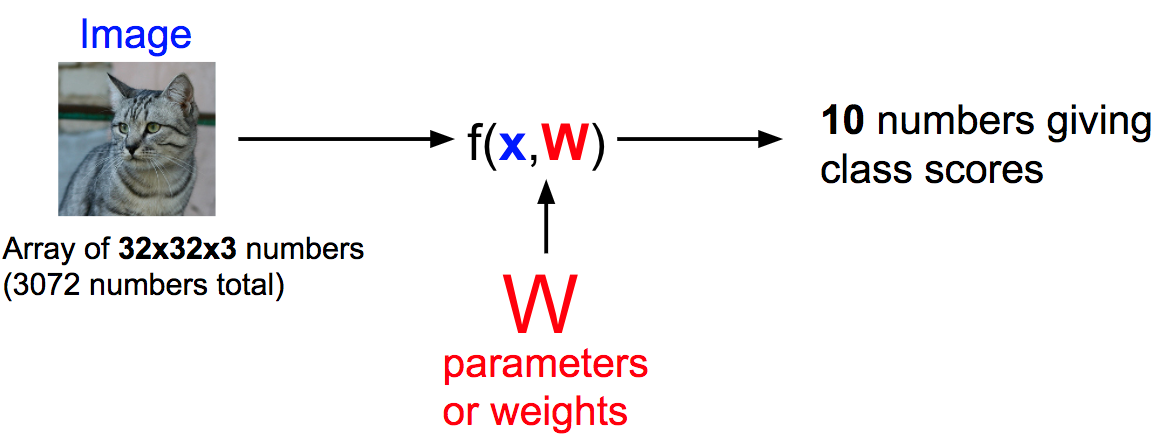 Image
Array of 32x32x3 numbers
(3072 numbers total)
f(x,W)
W
parameters
or weights
10 numbers giving
class scores